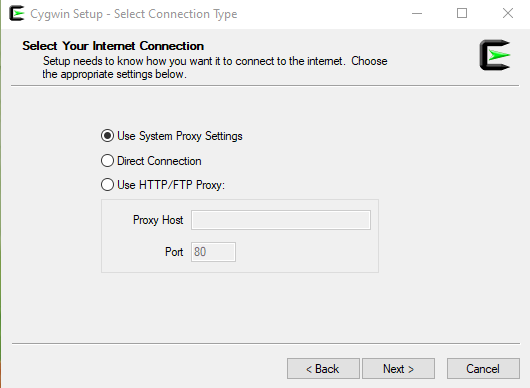 Cygwin Setup - Select Connection Type
Select Your Internet Connection
Setup needs to know how you want it to connect to the internet.  Choose
the appropriate settings below.
Use System Proxy Settings
Direct Connection
Use HTTP/FTP Proxy:
Proxy Host
Port 80
< Back Next > Cancel